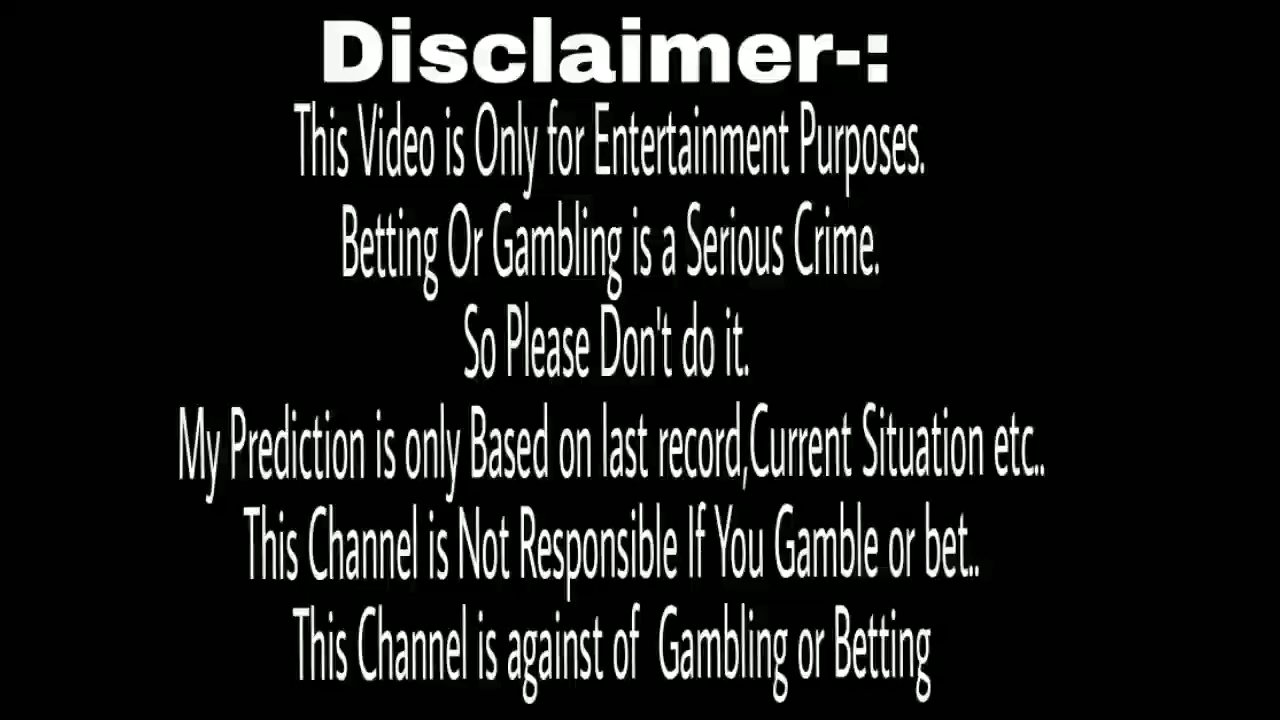 Disclaimer-:
This Video is Only for Entertainment Purposes.
Betting Or Gambling is a Serious Crime.
So Please Don't do it.
My Prediction is only Based on last record,Current Situation etc..
This Channel is Not Responsible If You Gamble or bet..
This Channel is against of Gambling or Betting